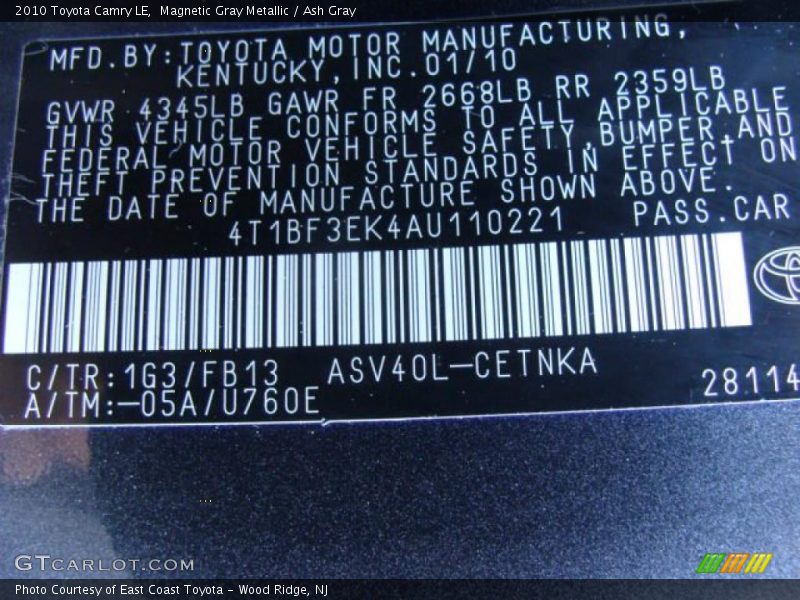 2010 Toyota Camry LE,  Magnetic Gray Metallic / Ash Gray
MFD.BY:TOYOTA MOTOR MANUFACTURING,
KENTUCKY,INC.01/10
GVWR 4345LB GAWR FR 2668LB RR 2359LB
THIS VEHICLE CONFORMS TO ALL APPLICABLE
FEDERAL MOTOR VEHICLE SAFETY,BUMPER,AND
THEFT PREVENTION STANDARDS IN EFFECT ON
THE DATE OF MANUFACTURE SHOWN ABOVE.
4T1BF3EK4AU110221 PASS.CAR
C/TR:1G3/FB13 ASV40L-CETNKA
A/TM:-05A/U760E 28114
GTCARLOT.COM
Photo Courtesy of East Coast Toyota - Wood Ridge, NJ